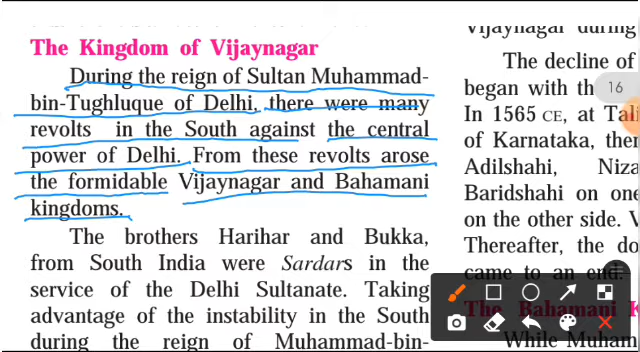 The Kingdom of Vijaynagar
During the reign of Sultan Muhammad-
bin-Tughluque of Delhi, there were many
revolts in the South against the central
power of Delhi. From these revolts arose
the formidable Vijaynagar and Bahamani
kingdoms.
The brothers Harihar and Bukka,
from South India were Sardars in the
service of the Delhi Sultanate. Taking
advantage of the instability in the South
during the reign of Muhammad-bin-
Vijaynagar during
The decline of
began with th
16
In 1565 CE, at Tali
of Karnataka, ther
Adilshahi, Niza
Baridshahi on one
on the other side. V
Thereafter, the do
came to an end.
The Bahamani K
While Muham